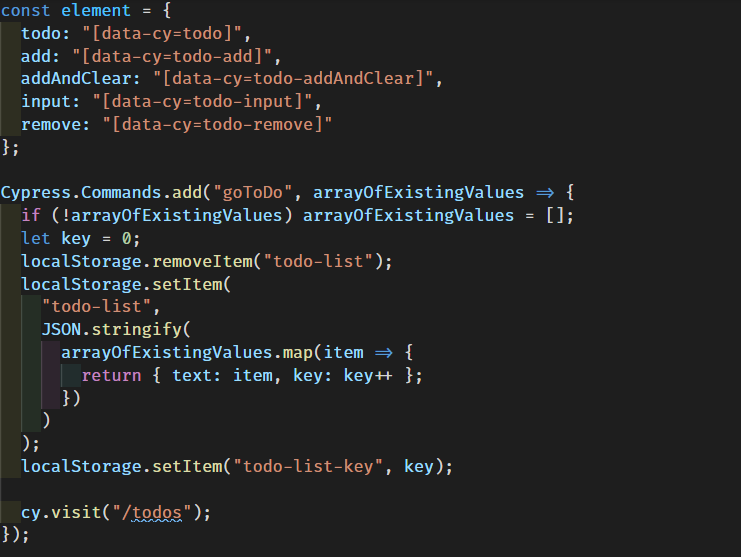 const element = {
  todo: "[data-cy=todo]",
  add: "[data-cy=todo-add]",
  addAndClear: "[data-cy=todo-addAndClear]",
  input: "[data-cy=todo-input]",
  remove: "[data-cy=todo-remove]"
};

Cypress.Commands.add("goToDo", arrayOfExistingValues => {
  if (!arrayOfExistingValues) arrayOfExistingValues = [];
  let key = 0;
  localStorage.removeItem("todo-list");
  localStorage.setItem(
    "todo-list",
    JSON.stringify(
      arrayOfExistingValues.map(item => {
        return { text: item, key: key++ };
      })
    )
  );
  localStorage.setItem("todo-list-key", key);

  cy.visit("/todos");
});